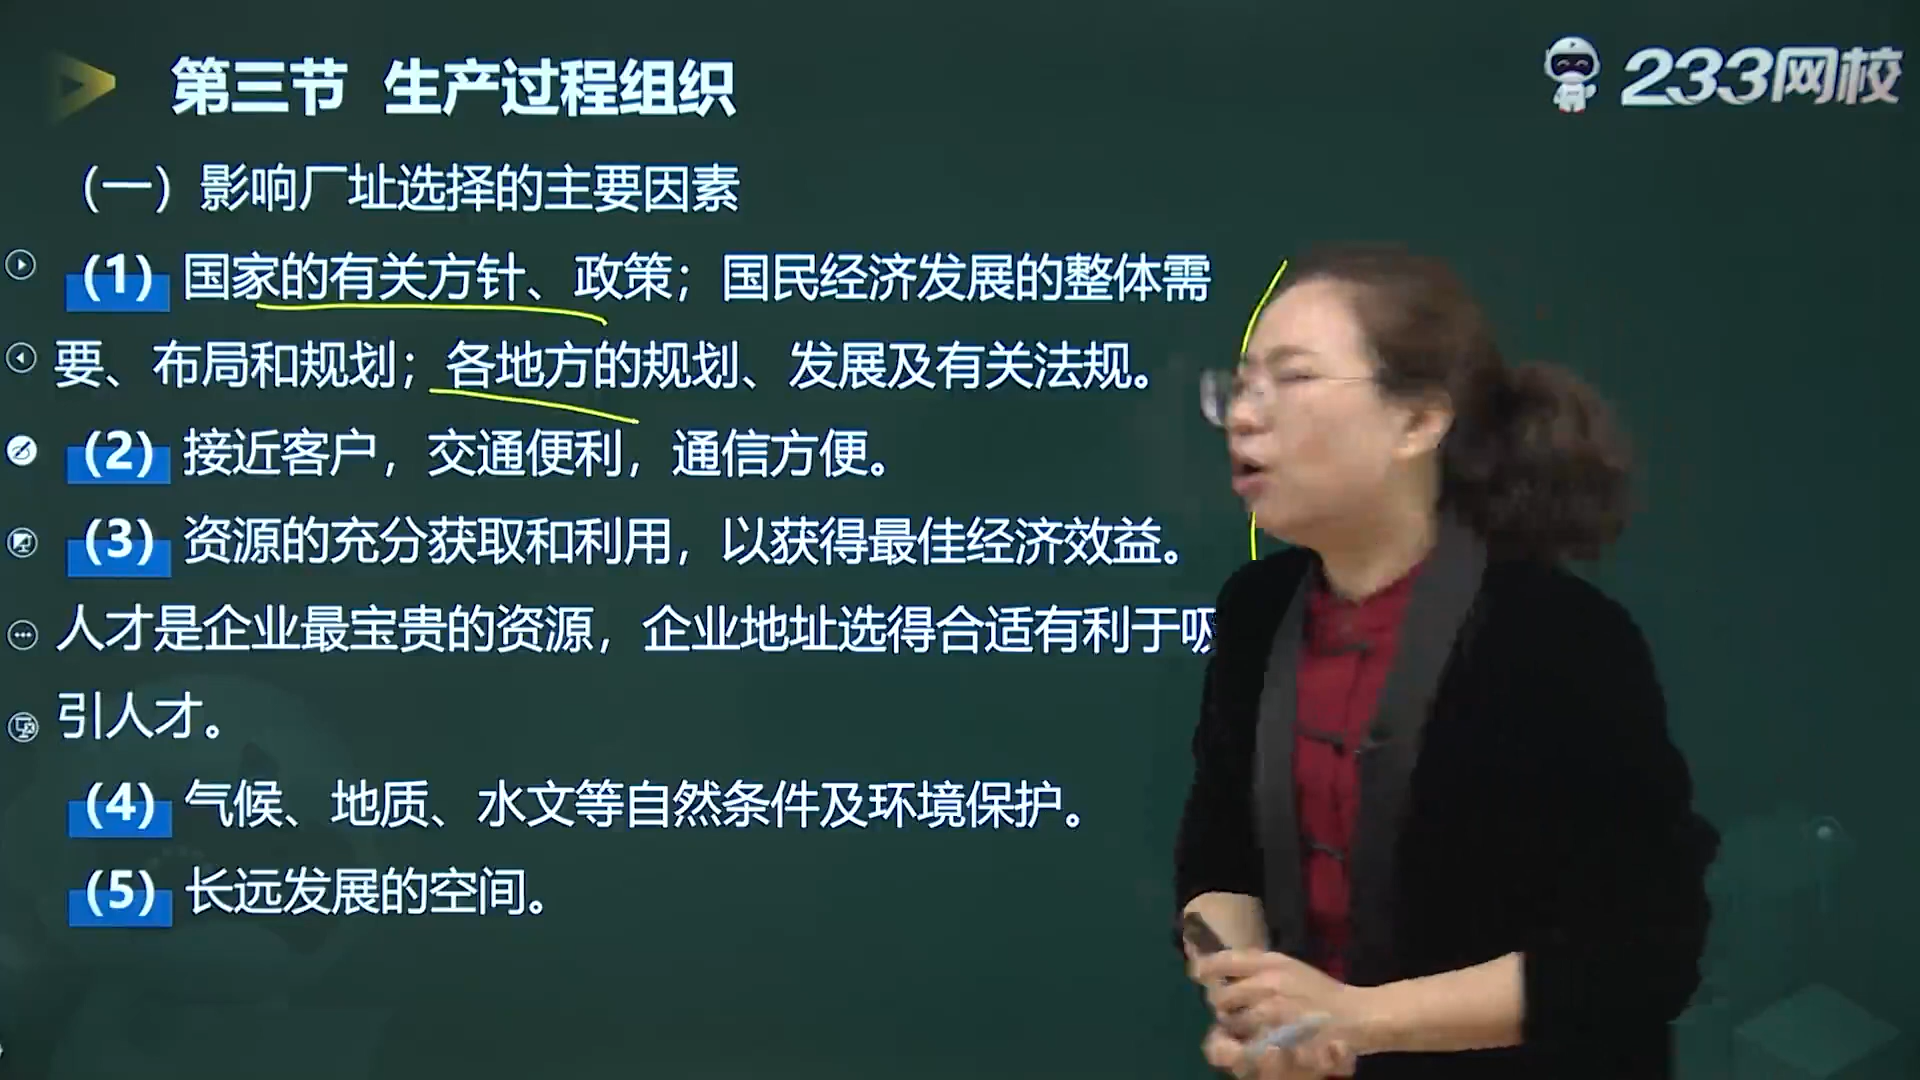 第三节 生产过程组织
233网校
（一）影响厂址选择的主要因素
（1）国家的有关方针、政策；国民经济发展的整体需
要、布局和规划；各地方的规划、发展及有关法规。
（2）接近客户，交通便利，通信方便。
（3）资源的充分获取和利用，以获得最佳经济效益。
人才是企业最宝贵的资源，企业地址选得合适有利于吸
引人才。
（4）气候、地质、水文等自然条件及环境保护。
（5）长远发展的空间。